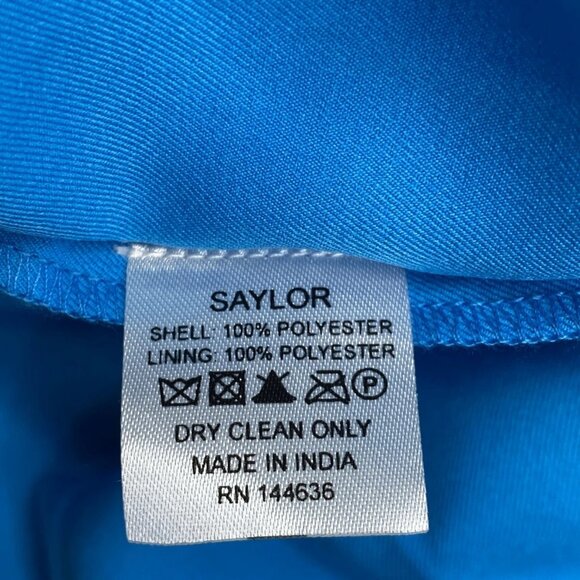 SAYLOR
SHELL: 100% POLYESTER
LINING: 100% POLYESTER
P
DRY CLEAN ONLY
MADE IN INDIA
RN 144636